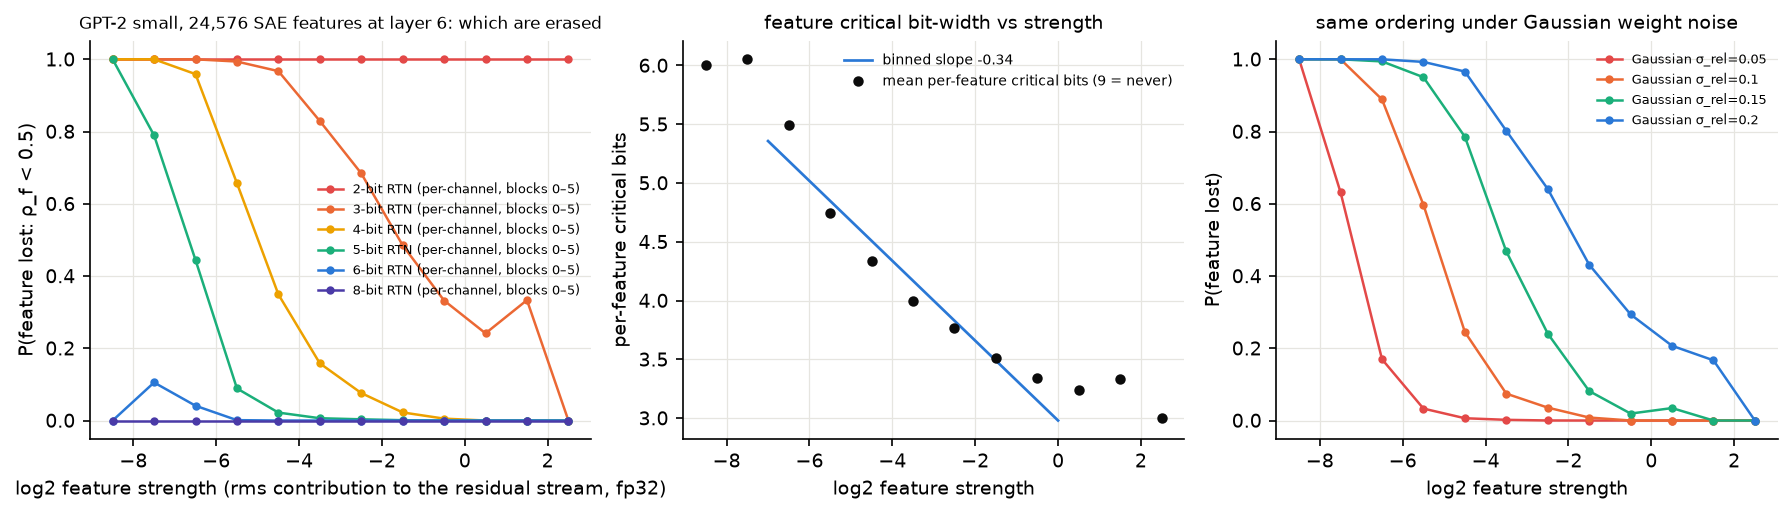 GPT-2 small, 24,576 SAE features at layer 6: which are erased
P(feature lost: ρ_f < 0.5)
1.0
0.8
0.6
0.4
0.2
0.0
2-bit RTN (per-channel, blocks 0–5)
3-bit RTN (per-channel, blocks 0–5)
4-bit RTN (per-channel, blocks 0–5)
5-bit RTN (per-channel, blocks 0–5)
6-bit RTN (per-channel, blocks 0–5)
8-bit RTN (per-channel, blocks 0–5)
−8 −6 −4 −2 0 2
log2 feature strength (rms contribution to the residual stream, fp32)
feature critical bit-width vs strength
per-feature critical bits
6.0
5.5
5.0
4.5
4.0
3.5
3.0
binned slope -0.34
mean per-feature critical bits (9 = never)
−8 −6 −4 −2 0 2
log2 feature strength
same ordering under Gaussian weight noise
P(feature lost)
1.0
0.8
0.6
0.4
0.2
0.0
Gaussian σ_rel=0.05
Gaussian σ_rel=0.1
Gaussian σ_rel=0.15
Gaussian σ_rel=0.2
−8 −6 −4 −2 0 2
log2 feature strength